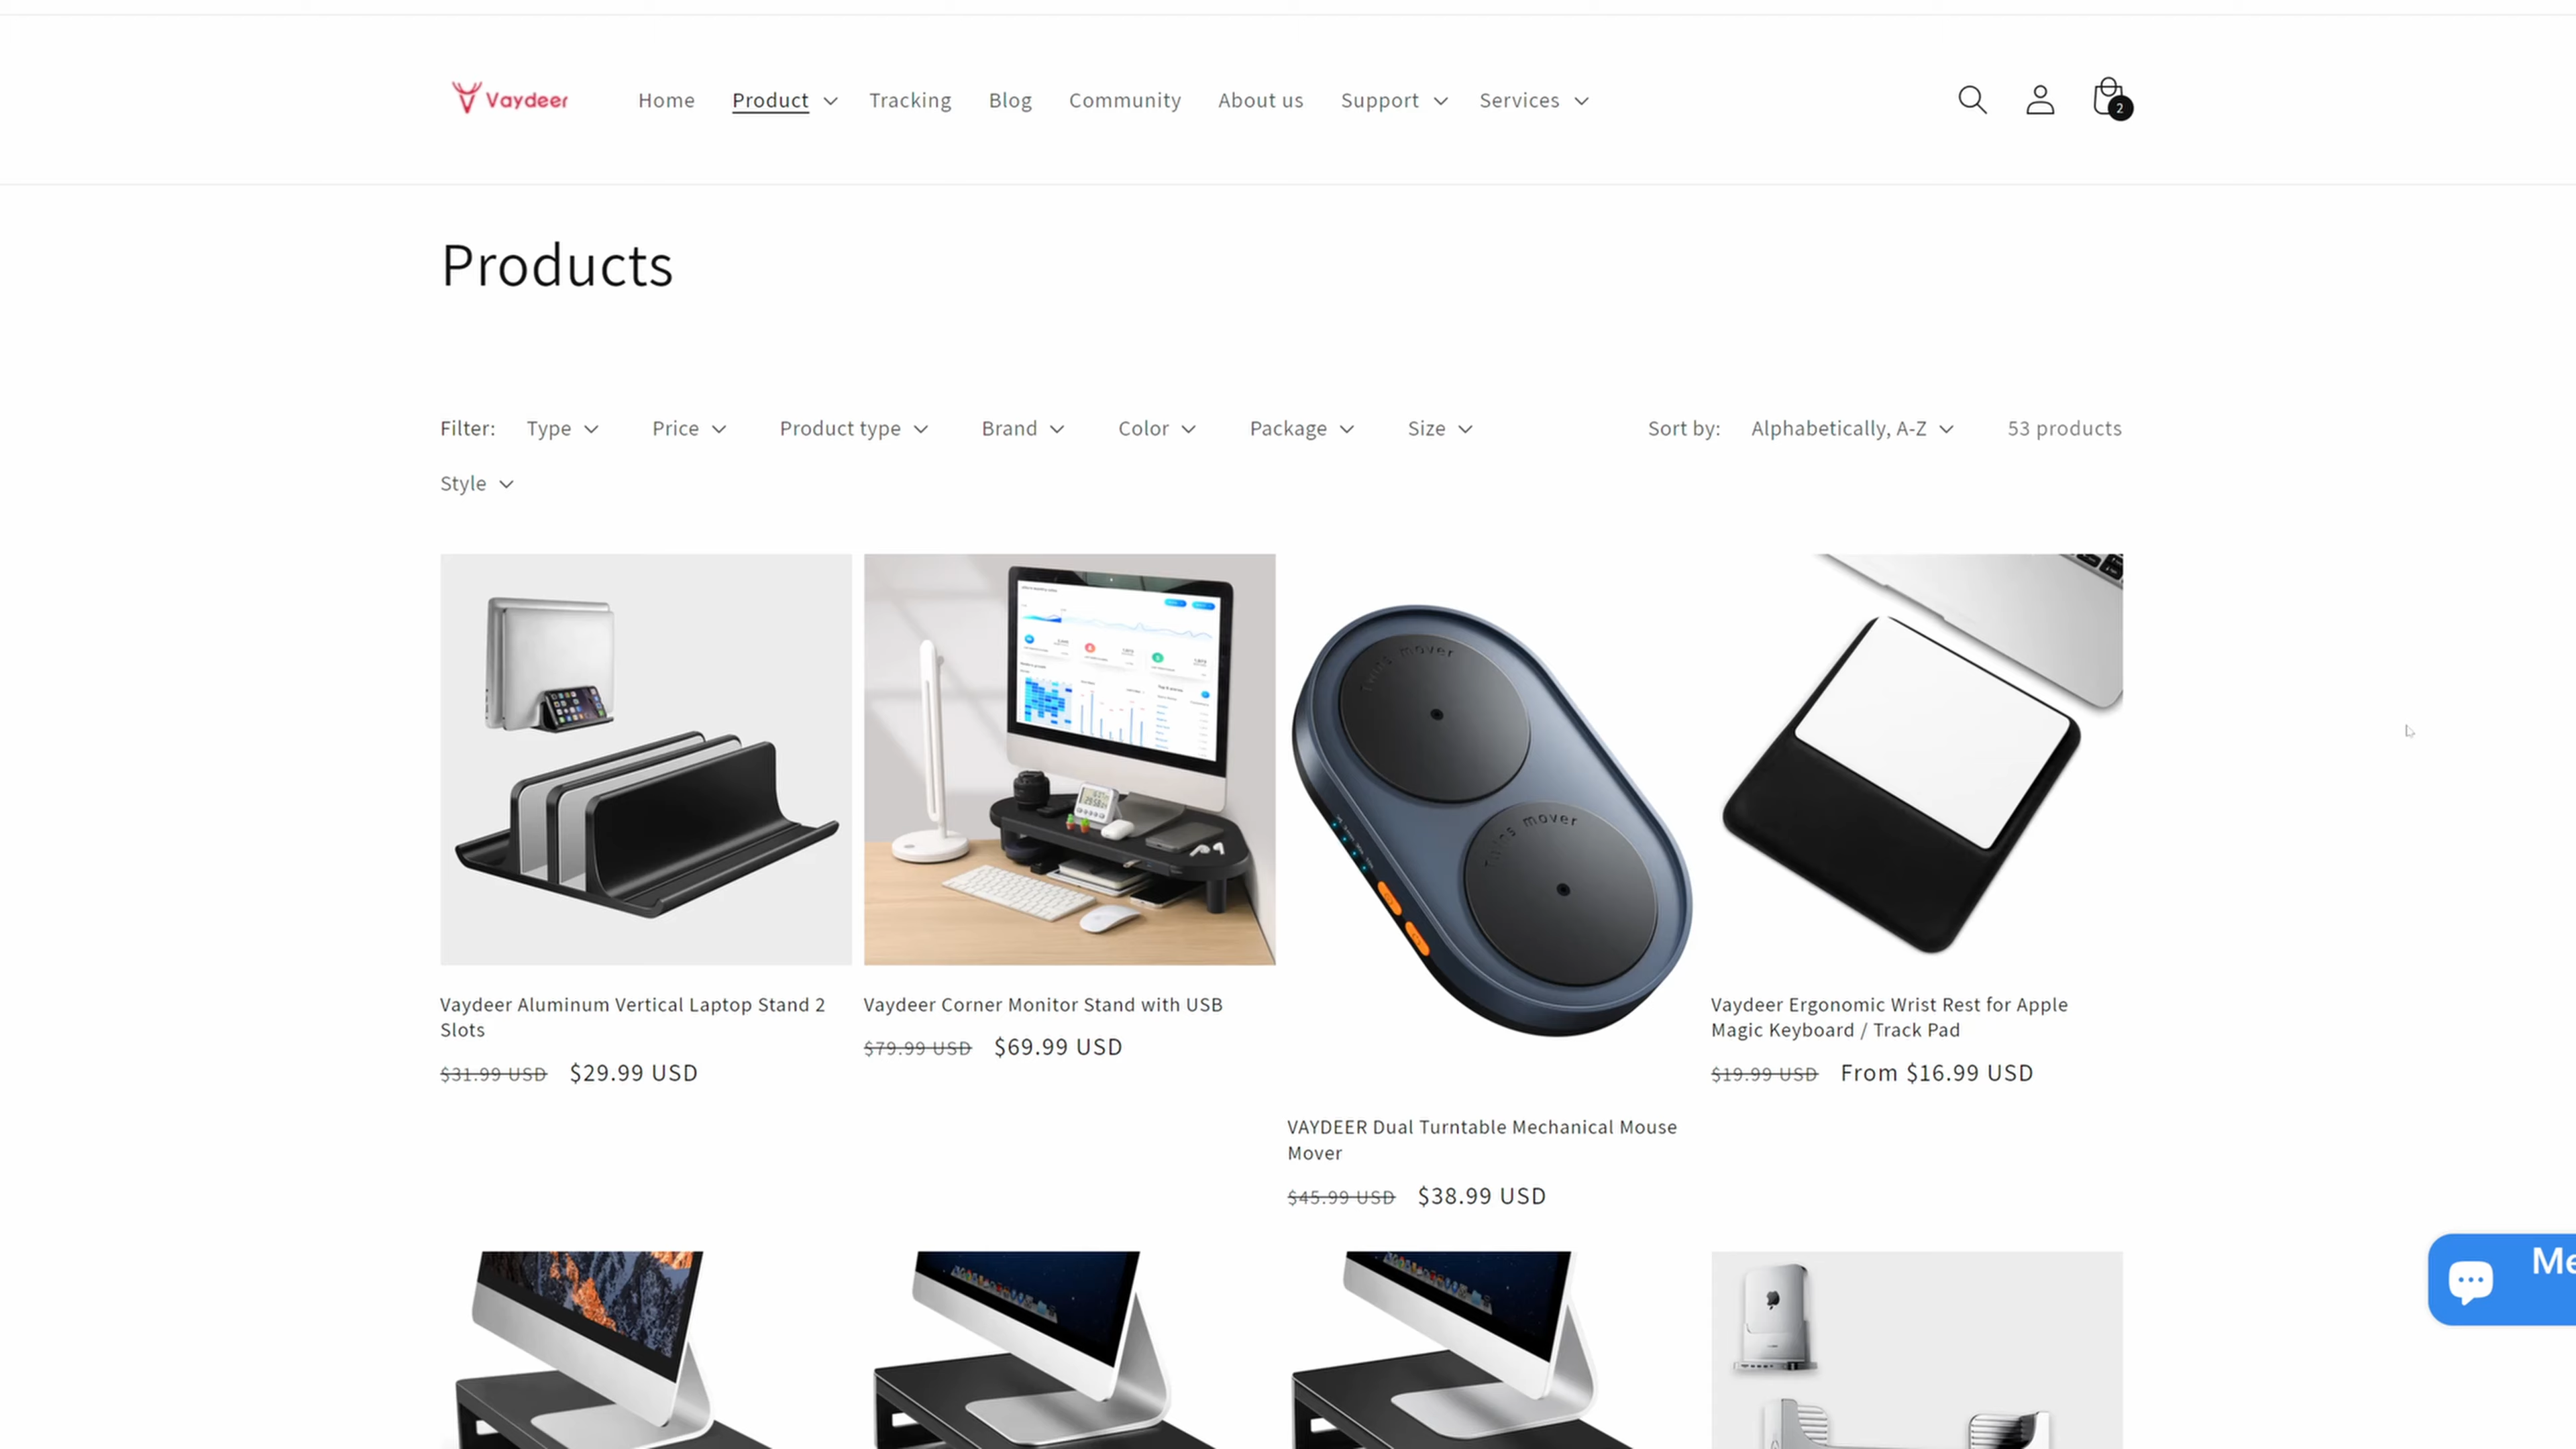 Vaydeer
Home Product Tracking Blog Community About us Support Services
2
Products
Filter: Type Price Product type Brand Color Package Size Sort by: Alphabetically, A-Z 53 products
Style
Twins mover
Twins mover
Vaydeer Aluminum Vertical Laptop Stand 2
Slots
$31.99 USD $29.99 USD
Vaydeer Corner Monitor Stand with USB
$79.99 USD $69.99 USD
VAYDEER Dual Turntable Mechanical Mouse
Mover
$45.99 USD $38.99 USD
Vaydeer Ergonomic Wrist Rest for Apple
Magic Keyboard / Track Pad
$19.99 USD From $16.99 USD
Me